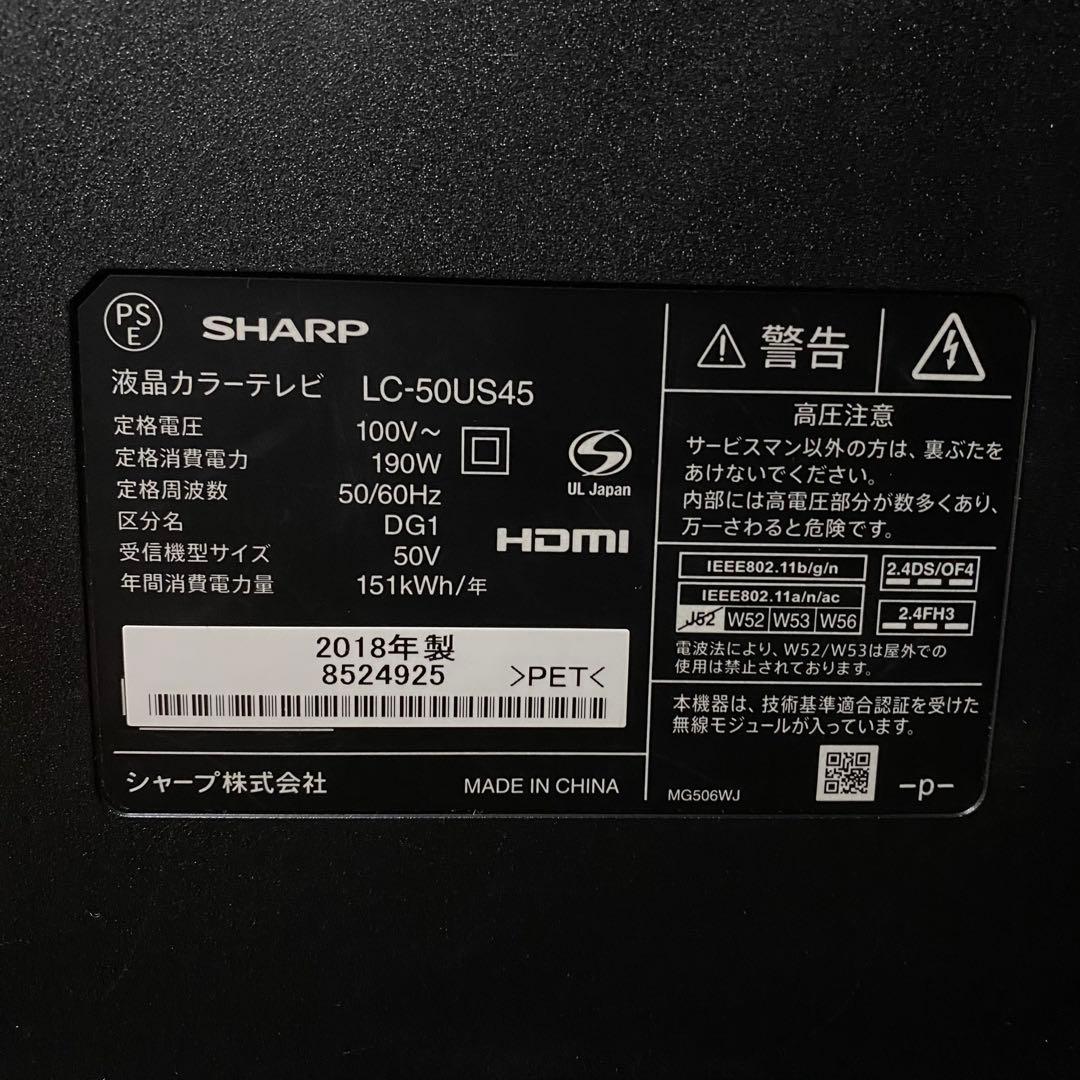 PSE
SHARP
液晶カラーテレビ LC-50US45
定格電圧 100V~
定格消費電力 190W
定格周波数 50/60Hz
区分名 DG1
受信機型サイズ 50V
年間消費電力量 151kWh/年
S
UL Japan
HDMI
2018年製
8524925 >PET<
シャープ株式会社 MADE IN CHINA
警告
高圧注意
サービスマン以外の方は、裏ぶたを
あけないでください。
内部には高電圧部分が数多くあり、
万一さわると危険です。
IEEE802.11b/g/n
IEEE802.11a/n/ac
J52 W52 W53 W56
2.4DS/OF4
2.4FH3
電波法により、W52/W53は屋外での
使用は禁止されております。
本機器は、技術基準適合認証を受けた
無線モジュールが入っています。
MG506WJ -p-